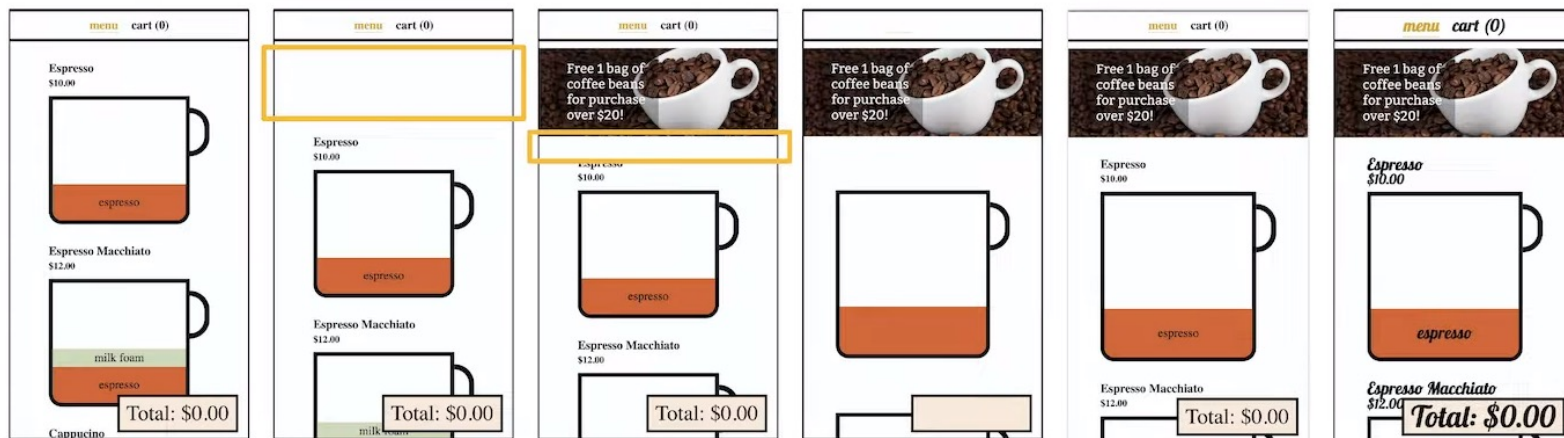 menu cart (0)
Espresso
$10.00
espresso
Espresso Macchiato
$12.00
milk foam
espresso
Total: $0.00
Cappucino
menu cart (0)
Espresso
$10.00
espresso
Espresso Macchiato
$12.00
Total: $0.00
milk foam
menu cart (0)
Free 1 bag of
coffee beans
for purchase
over $20!
Espresso
$10.00
espresso
Espresso Macchiato
$12.00
Total: $0.00
Free 1 bag of
coffee beans
for purchase
over $20!
menu cart (0)
Free 1 bag of
coffee beans
for purchase
over $20!
Espresso
$10.00
espresso
Espresso Macchiato
$12.00
Total: $0.00
menu cart (0)
Free 1 bag of
coffee beans
for purchase
over $20!
Espresso
$10.00
espresso
Espresso Macchiato
$12.00
Total: $0.00